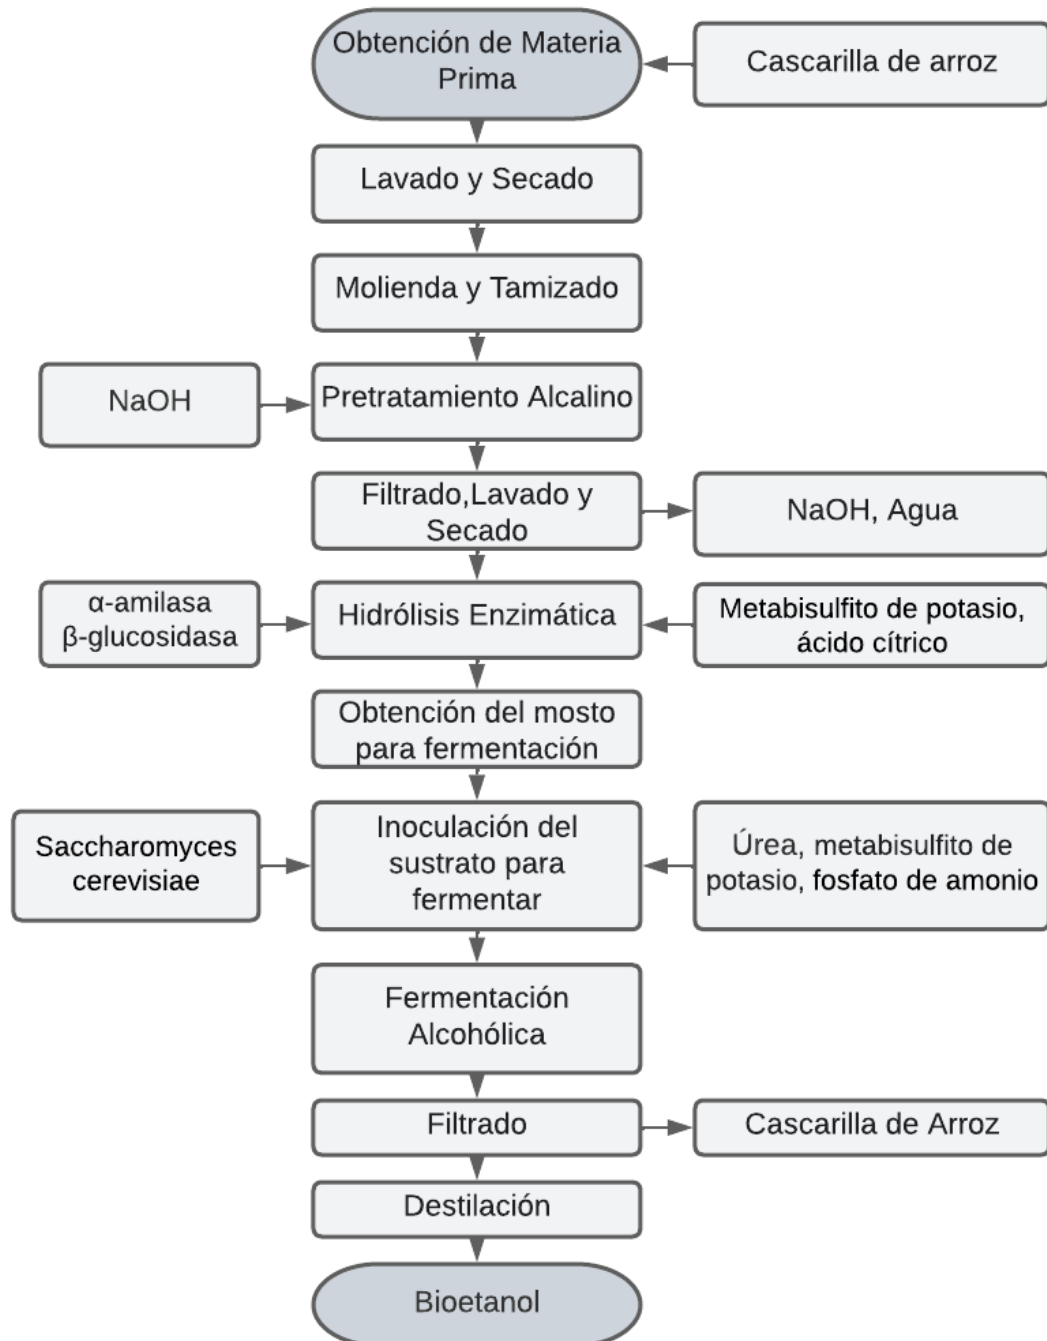 Obtención de Materia
Prima
Cascarilla de arroz
Lavado y Secado
Molienda y Tamizado
NaOH
Pretratamiento Alcalino
Filtrado,Lavado y
Secado
NaOH, Agua
α-amilasa
β-glucosidasa
Hidrólisis Enzimática
Metabisulfito de potasio,
ácido cítrico
Obtención del mosto
para fermentación
Saccharomyces
cerevisiae
Inoculación del
sustrato para
fermentar
Úrea, metabisulfito de
potasio, fosfato de amonio
Fermentación
Alcohólica
Filtrado
Cascarilla de Arroz
Destilación
Bioetanol